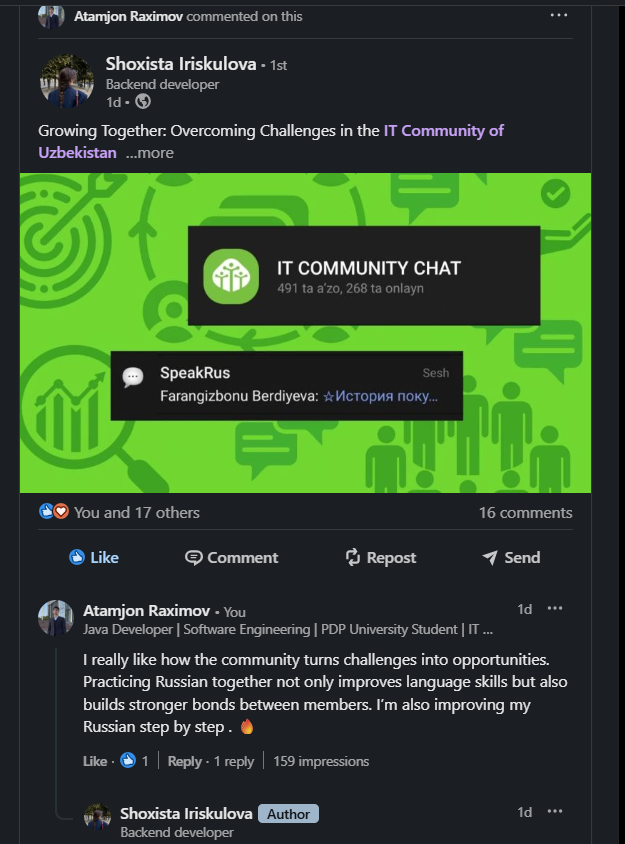 Atamjon Raximov commented on this
Shoxista Iriskulova • 1st
Backend developer
1d •
Growing Together: Overcoming Challenges in the IT Community of
Uzbekistan ...more
IT COMMUNITY CHAT
491 ta a'zo, 268 ta onlayn
SpeakRus
Sesh
Farangizbonu Berdiyeva: ☆История поку...
You and 17 others
16 comments
Like
Comment
Repost
Send
Atamjon Raximov • You
1d
Java Developer | Software Engineering | PDP University Student | IT ...
I really like how the community turns challenges into opportunities.
Practicing Russian together not only improves language skills but also
builds stronger bonds between members. I’m also improving my
Russian step by step . 🔥
Like · 1 | Reply · 1 reply | 159 impressions
Shoxista Iriskulova Author
1d
Backend developer